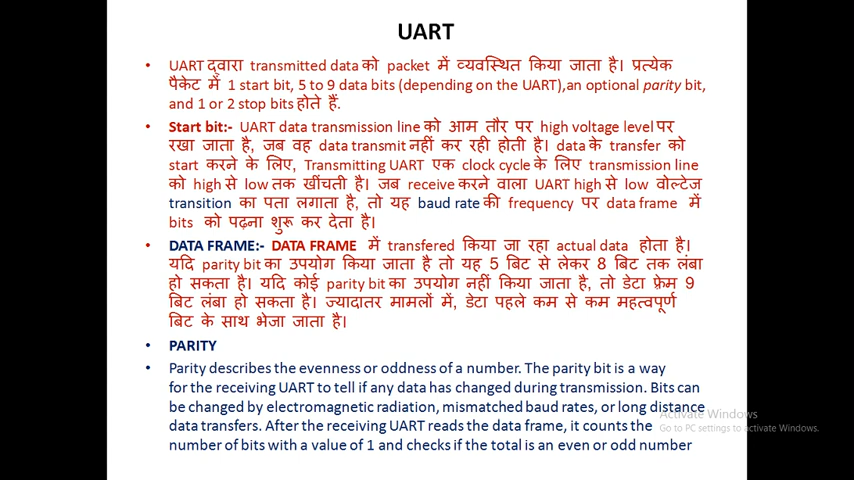 UART
• UART द्वारा transmitted data को packet में व्यवस्थित किया जाता है। प्रत्येक
पैकेट में 1 start bit, 5 to 9 data bits (depending on the UART),an optional parity bit,
and 1 or 2 stop bits होते हैं.
• Start bit:- UART data transmission line को आम तौर पर high voltage level पर
रखा जाता है, जब वह data transmit नहीं कर रही होती है। data के transfer को
start करने के लिए, Transmitting UART एक clock cycle के लिए transmission line
को high से low तक खींचती है। जब receive करने वाला UART high से low वोल्टेज
transition का पता लगाता है, तो यह baud rate की frequency पर data frame में
bits को पढ़ना शुरू कर देता है।
• DATA FRAME:- DATA FRAME में transfered किया जा रहा actual data होता है।
यदि parity bit का उपयोग किया जाता है तो यह 5 बिट से लेकर 8 बिट तक लंबा
हो सकता है। यदि कोई parity bit का उपयोग नहीं किया जाता है, तो डेटा फ्रेम 9
बिट लंबा हो सकता है। ज्यादातर मामलों में, डेटा पहले कम से कम महत्वपूर्ण
बिट के साथ भेजा जाता है।
• PARITY
• Parity describes the evenness or oddness of a number. The parity bit is a way
for the receiving UART to tell if any data has changed during transmission. Bits can
be changed by electromagnetic radiation, mismatched baud rates, or long distance
data transfers. After the receiving UART reads the data frame, it counts the
number of bits with a value of 1 and checks if the total is an even or odd number
Activate Windows
Go to PC settings to activate Windows.